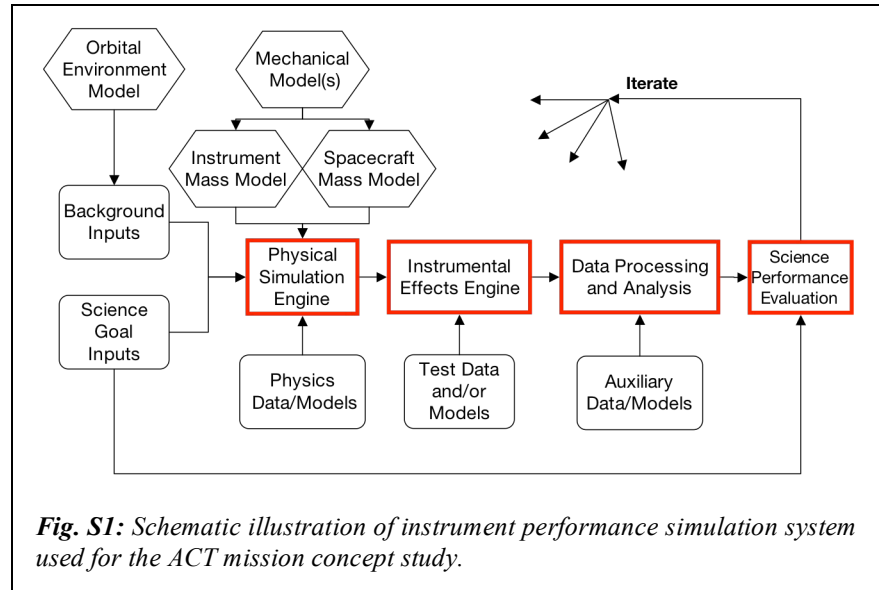 Orbital
Environment
Model
Mechanical
Model(s)
Iterate
Instrument
Mass Model
Spacecraft
Mass Model
Background
Inputs
Physical
Simulation
Engine
Instrumental
Effects Engine
Data Processing
and Analysis
Science
Performance
Evaluation
Science
Goal
Inputs
Physics
Data/Models
Test Data
and/or
Models
Auxiliary
Data/Models
Fig. S1: Schematic illustration of instrument performance simulation system
used for the ACT mission concept study.